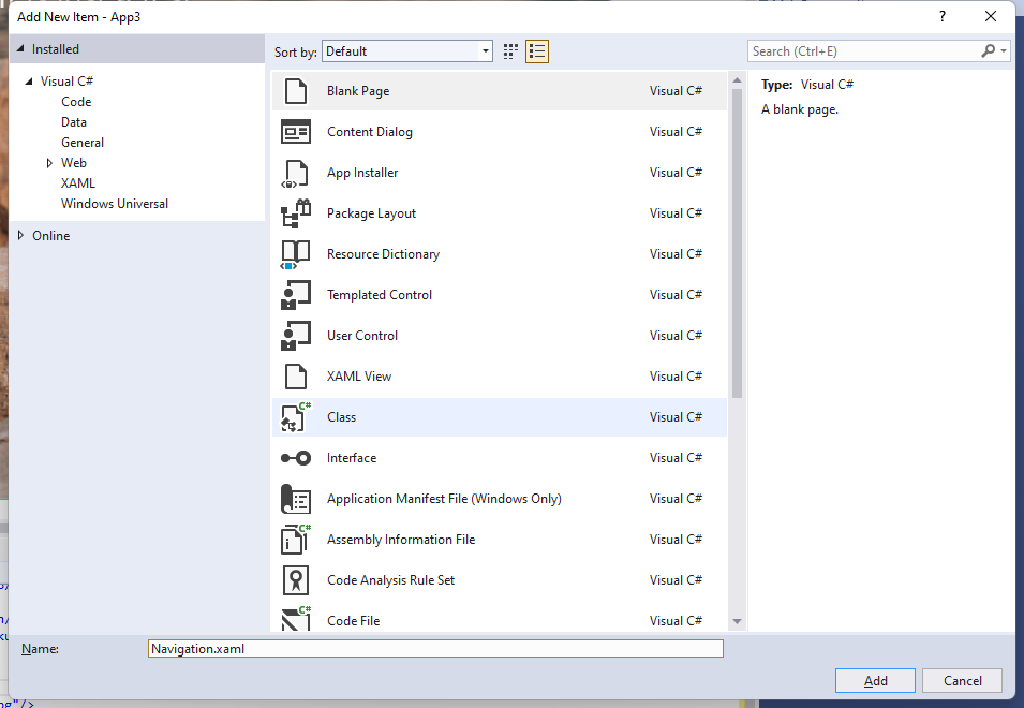 Add New Item - App3
?
Installed
Sort by: Default
Search (Ctrl+E)
Visual C#
Code
Data
General
Web
XAML
Windows Universal
Online
Blank Page Visual C#
Content Dialog Visual C#
App Installer Visual C#
Package Layout Visual C#
Resource Dictionary Visual C#
Templated Control Visual C#
User Control Visual C#
XAML View Visual C#
C#
Class Visual C#
Interface Visual C#
Application Manifest File (Windows Only) Visual C#
C#
Assembly Information File Visual C#
Code Analysis Rule Set Visual C#
C#
Code File Visual C#
Type: Visual C#
A blank page.
Name: Navigation.xaml
Add Cancel